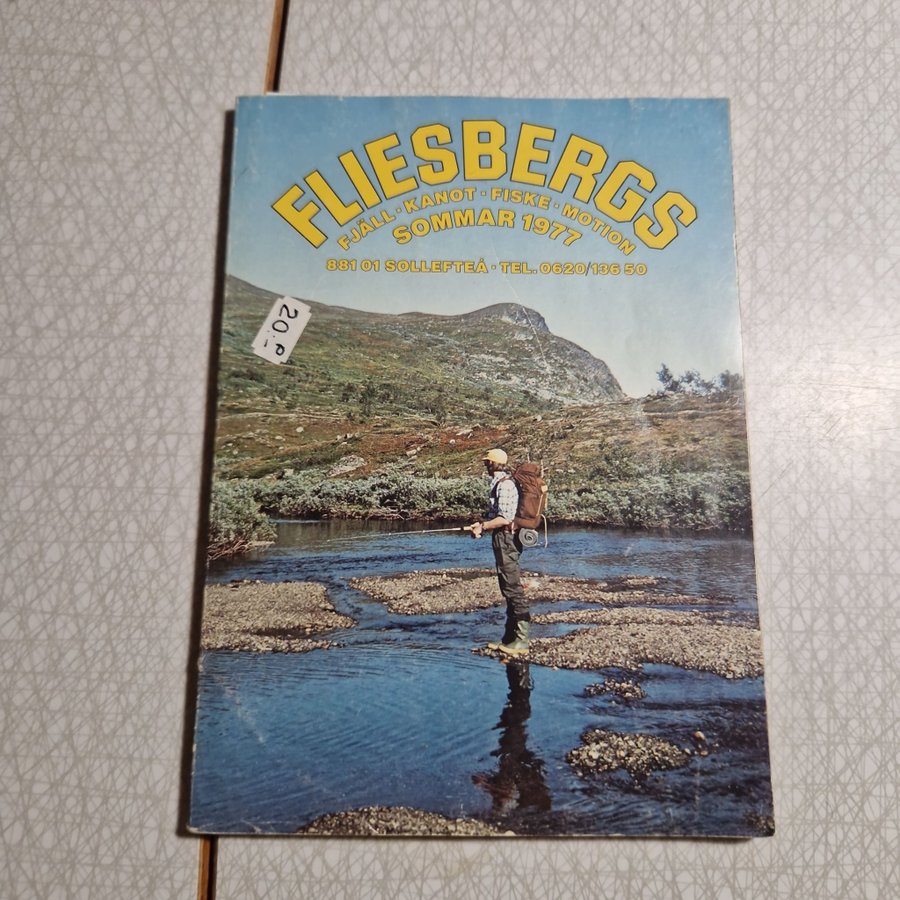 FLIESBERGS
FJÄLL · KANOT · FISKE · MOTION
SOMMAR 1977
881 01 SOLLEFTEÅ · TEL. 0620/136 50
20:-